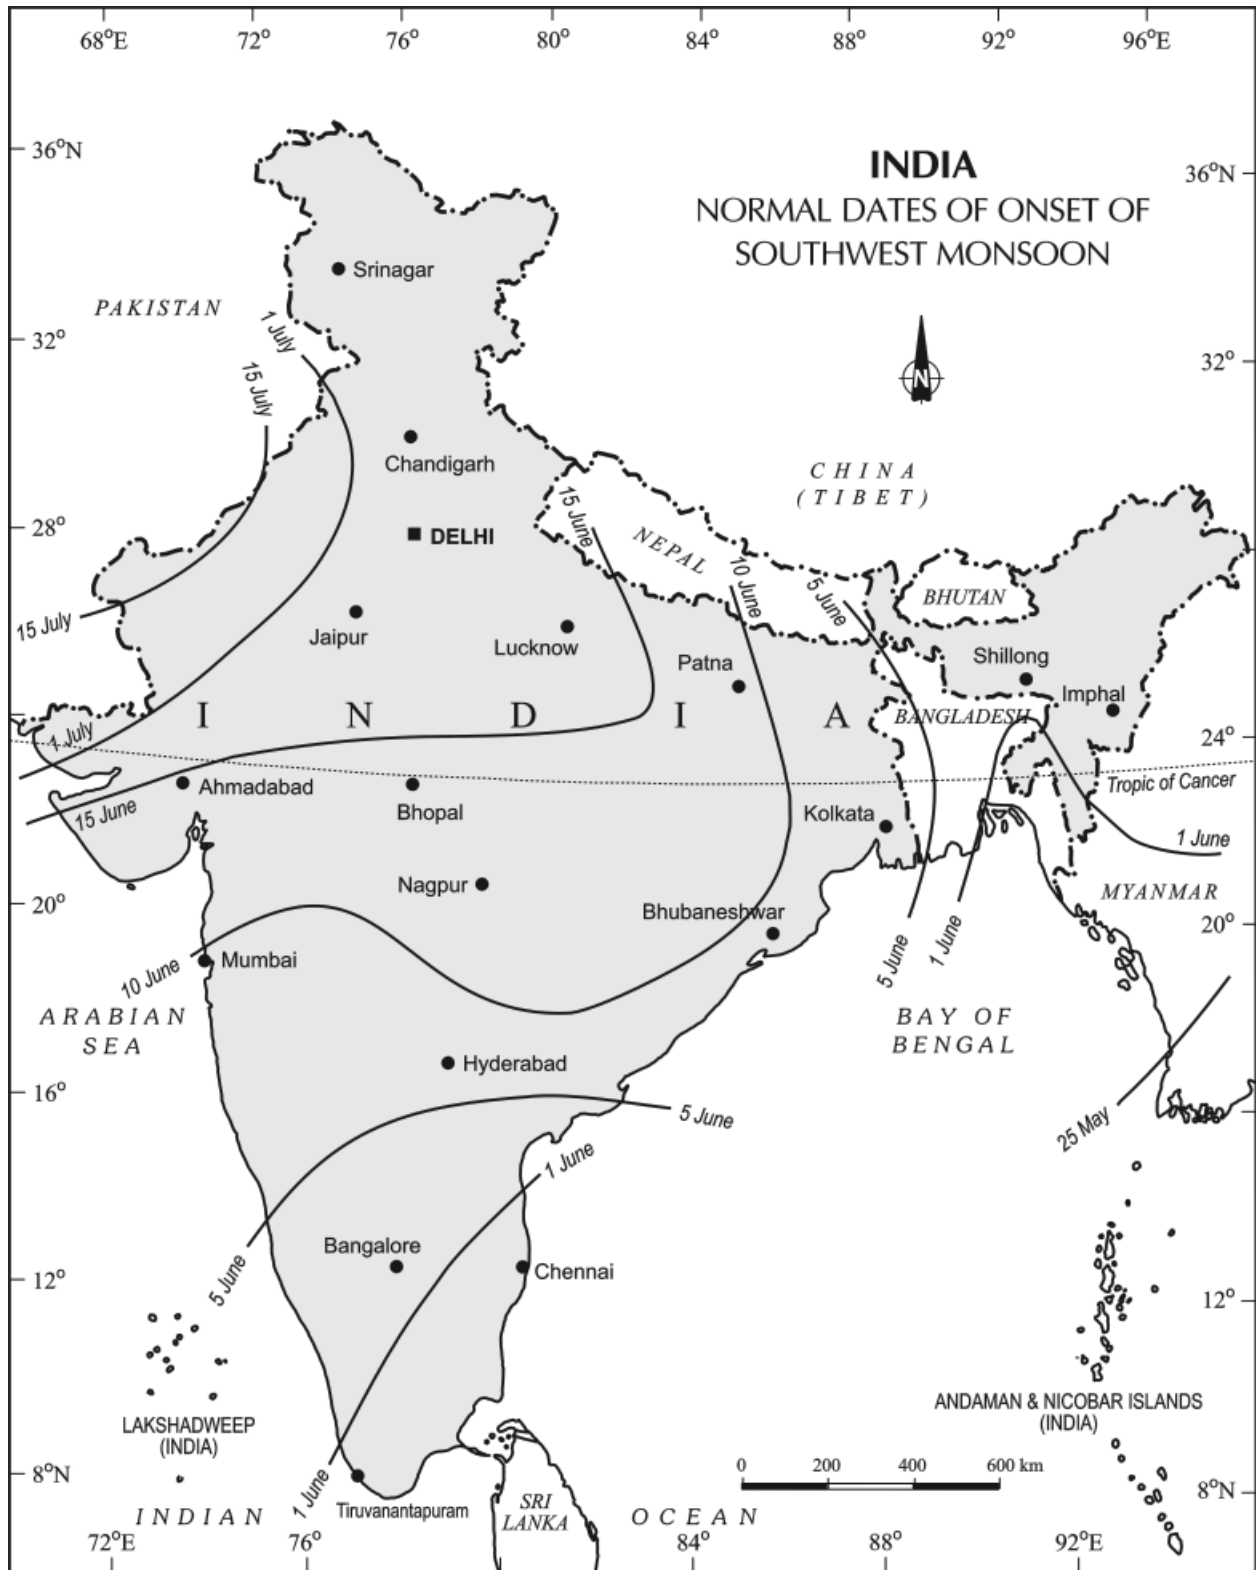 68°E 72° 76° 80° 84° 88° 92° 96°E
36°N
INDIA
36°N
NORMAL DATES OF ONSET OF
SOUTHWEST MONSOON
Srinagar
PAKISTAN
1 July
32°
N
32°
15 July
Chandigarh
CHINA
(TIBET)
15 June
28°
DELHI
NEPAL
10 June
5 June
BHUTAN
15 July
Jaipur
Lucknow
Patna
Shillong
Imphal
I N D I A
BANGLADESH
1 July
24°
Ahmadabad
Tropic of Cancer
15 June
Bhopal
Kolkata
1 June
Nagpur
MYANMAR
20°
Bhubaneshwar
20°
10 June
Mumbai
5 June
1 June
ARABIAN
SEA
BAY OF
BENGAL
Hyderabad
16°
5 June
25 May
1 June
Bangalore
Chennai
5 June
12°
12°
LAKSHADWEEP
(INDIA)
ANDAMAN & NICOBAR ISLANDS
(INDIA)
8°N
0 200 400 600 km
8°N
1 June
Tiruvanantapuram
SRI
LANKA
INDIAN OCEAN
72°E 76° 84° 88° 92°E